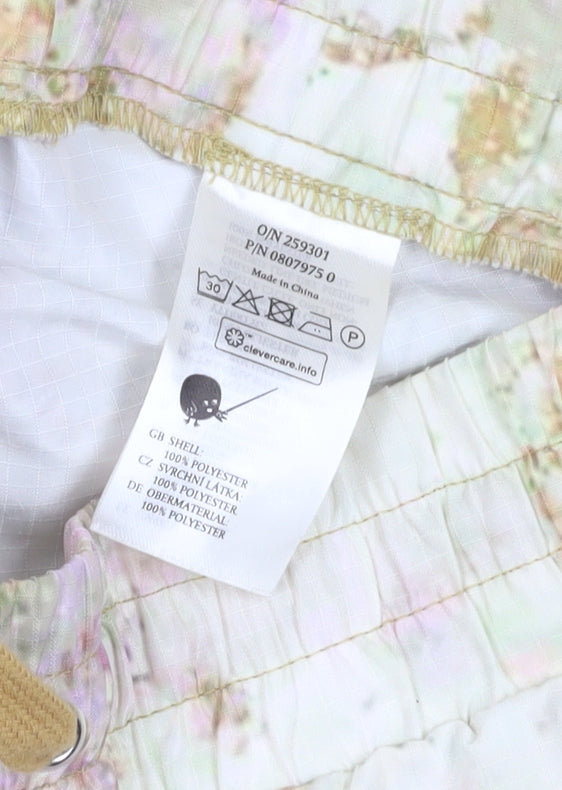 O/N 259301
P/N 0807975 0
Made in China
30 P
clevercare.info
GB SHELL:
100% POLYESTER
CZ SVRCHNÍ LÁTKA:
100% POLYESTER
DE OBERMATERIAL:
100% POLYESTER